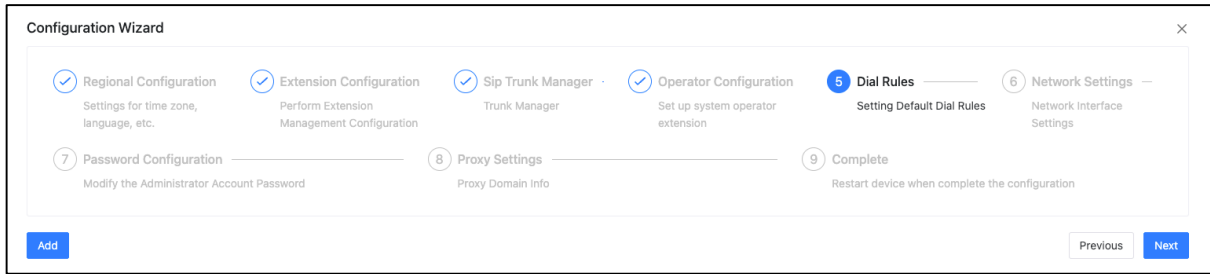 Configuration Wizard
Regional Configuration
Settings for time zone,
language, etc.
Extension Configuration
Perform Extension
Management Configuration
Sip Trunk Manager
Trunk Manager
Operator Configuration
Set up system operator
extension
5 Dial Rules
Setting Default Dial Rules
6 Network Settings
Network Interface
Settings
7 Password Configuration
Modify the Administrator Account Password
8 Proxy Settings
Proxy Domain Info
9 Complete
Restart device when complete the configuration
Add
Previous
Next